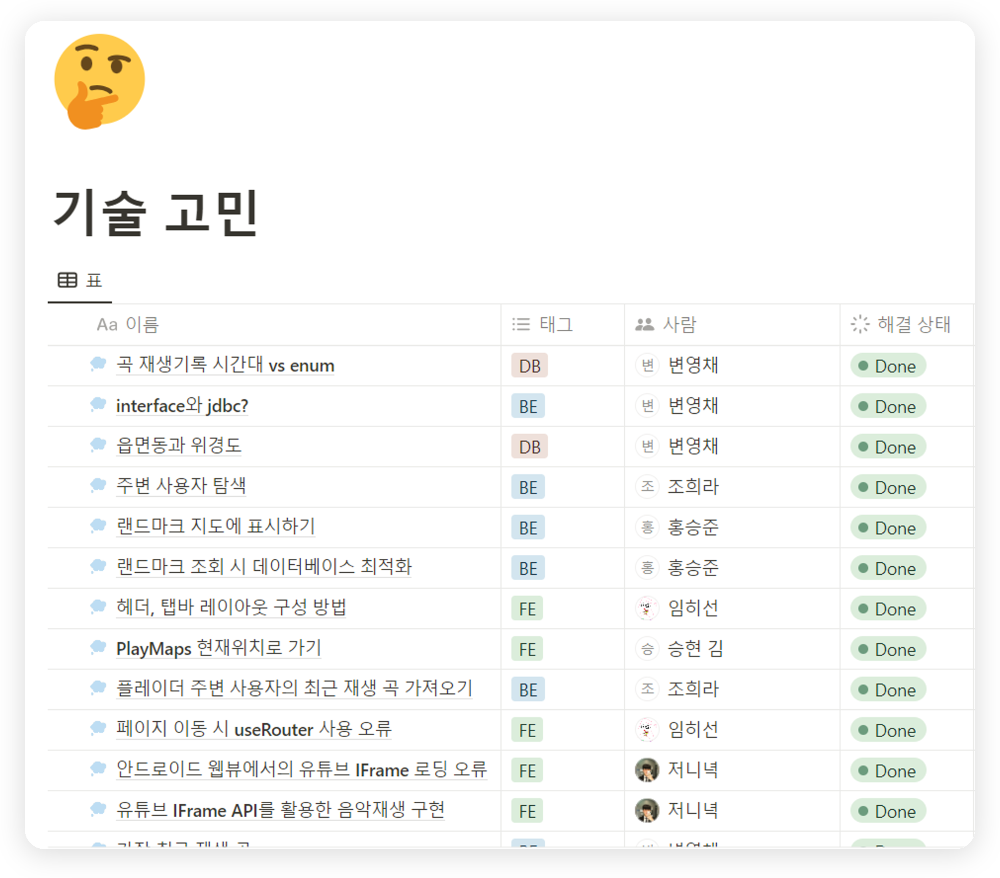 기술 고민
표
Aa 이름 태그 사람 해결 상태
곡 재생기록 시간대 vs enum DB 변 변영채 Done
interface와 jdbc? BE 변 변영채 Done
읍면동과 위경도 DB 변 변영채 Done
주변 사용자 탐색 BE 조 조희라 Done
랜드마크 지도에 표시하기 BE 홍 홍승준 Done
랜드마크 조회 시 데이터베이스 최적화 BE 홍 홍승준 Done
헤더, 탭바 레이아웃 구성 방법 FE 임히선 Done
PlayMaps 현재위치로 가기 FE 승 승현 김 Done
플레이더 주변 사용자의 최근 재생 곡 가져오기 BE 조 조희라 Done
페이지 이동 시 useRouter 사용 오류 FE 임히선 Done
안드로이드 웹뷰에서의 유튜브 IFrame 로딩 오류 FE 저니녁 Done
유튜브 IFrame API를 활용한 음악재생 구현 FE 저니녁 Done